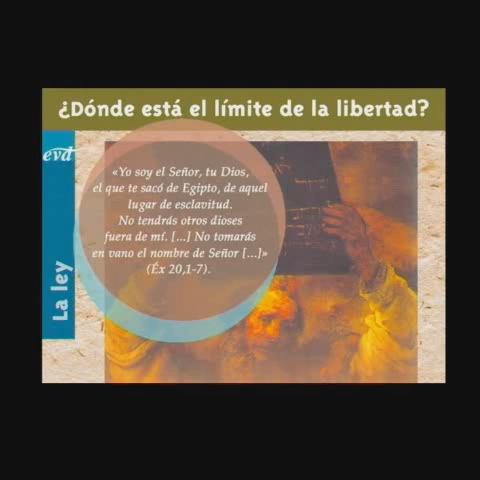 ¿Dónde está el límite de la libertad?
evd
«Yo soy el Señor, tu Dios,
el que te sacó de Egipto, de aquel
lugar de esclavitud.
No tendrás otros dioses
fuera de mí. [...] No tomarás
en vano el nombre de Señor [...]»
(Éx 20,1-7).
La ley